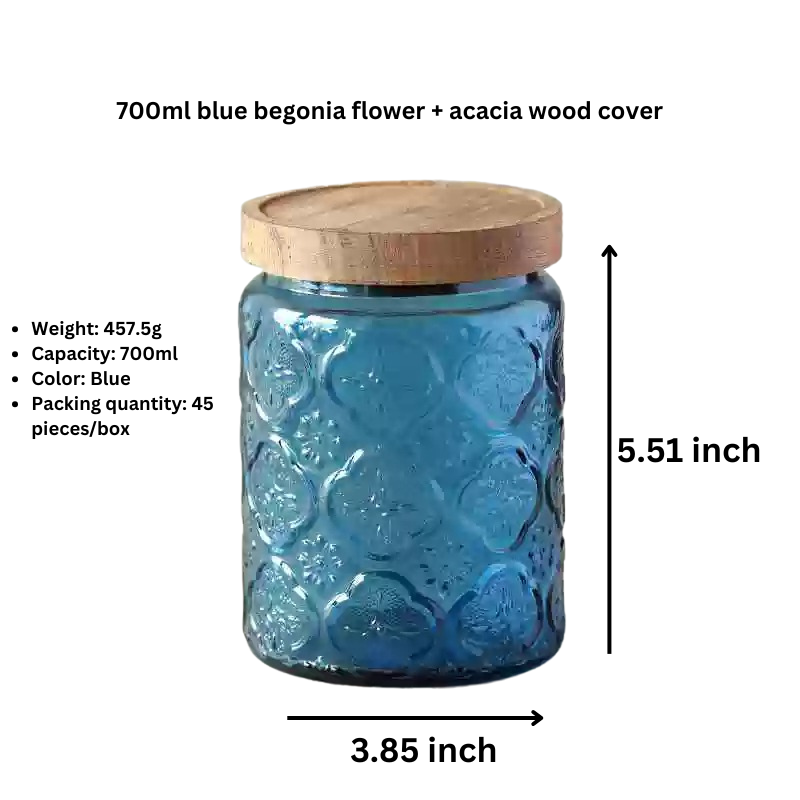 700ml blue begonia flower + acacia wood cover
• Weight: 457.5g
• Capacity: 700ml
• Color: Blue
• Packing quantity: 45
pieces/box
5.51 inch
3.85 inch